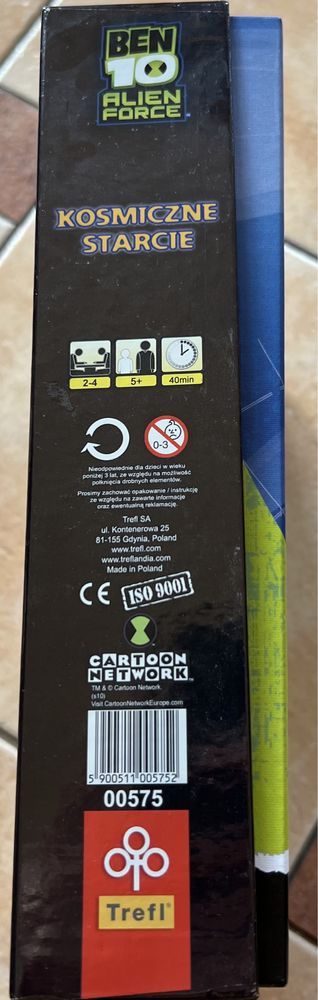 BEN
10
ALIEN
FORCE
KOSMICZNE
STARCIE
2-4 5+ 40min
0-3
Nieodpowiednie dla dzieci w wieku
poniżej 3 lat, ze względu na możliwość
połknięcia drobnych elementów.
Prosimy zachować opakowanie / instrukcję
ze względu na zawarte informacje
oraz ewentualną reklamację.
Trefl SA
ul. Kontenerowa 25
81-155 Gdynia, Poland
www.trefl.com
www.treflandia.com
Made in Poland
CE ISO 9001
CARTOON
NETWORK
TM & © Cartoon Network.
(s10)
Visit CartoonNetworkEurope.com
5 900511 005752
00575
Trefl